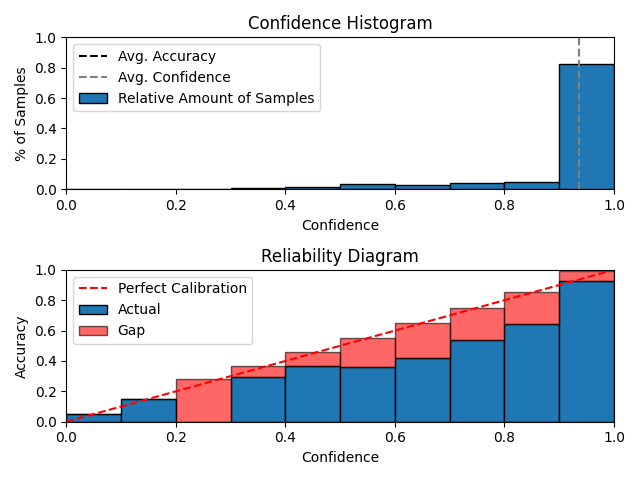 Confidence Histogram
1.0
0.8
0.6
0.4
0.2
0.0
% of Samples
Avg. Accuracy
Avg. Confidence
Relative Amount of Samples
0.0 0.2 0.4 0.6 0.8 1.0
Confidence
Reliability Diagram
1.0
0.8
0.6
0.4
0.2
0.0
Accuracy
Perfect Calibration
Actual
Gap
0.0 0.2 0.4 0.6 0.8 1.0
Confidence